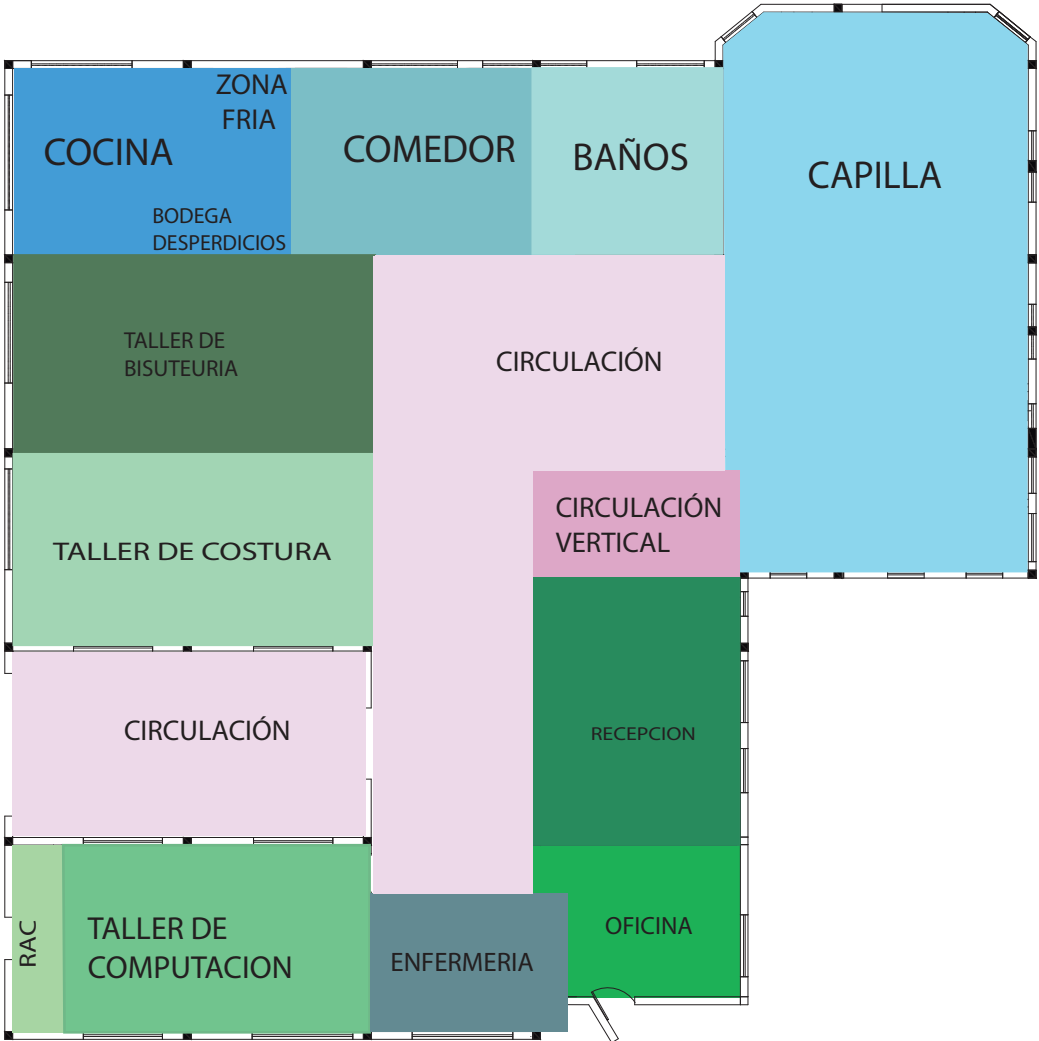 ZONA
FRIA
COCINA
BODEGA
DESPERDICIOS
COMEDOR
BAÑOS
CAPILLA
TALLER DE
BISUTEURIA
CIRCULACIÓN
TALLER DE COSTURA
CIRCULACIÓN
VERTICAL
CIRCULACIÓN
RECEPCION
RAC
TALLER DE
COMPUTACION
ENFERMERIA
OFICINA